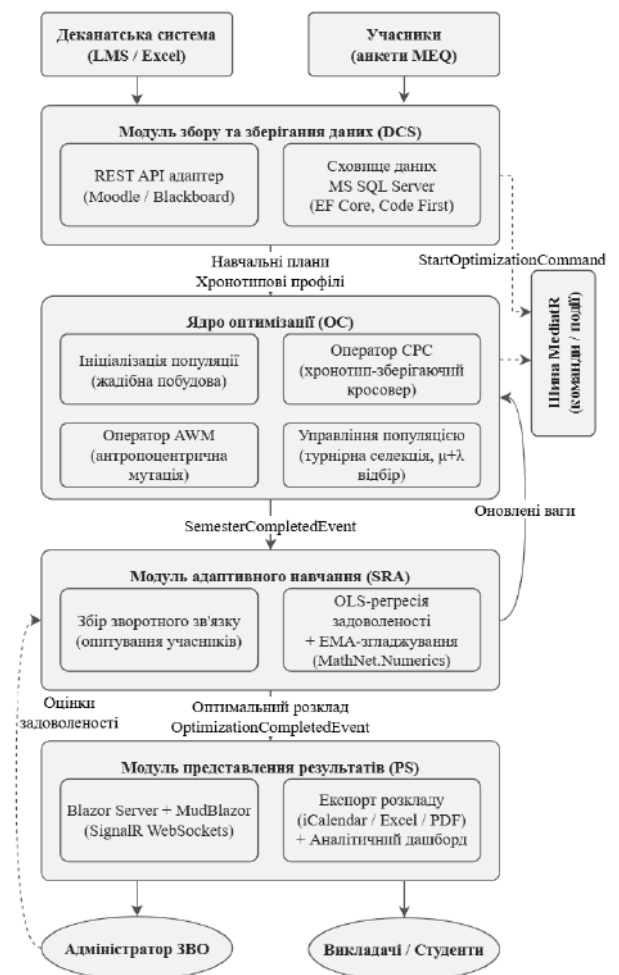 Деканатська система
(LMS / Excel)
Учасники
(анкети MEQ)
Модуль збору та зберігання даних (DCS)
REST API адаптер
(Moodle / Blackboard)
Сховище даних
MS SQL Server
(EF Core, Code First)
Навчальні плани
Хронотипові профілі
StartOptimizationCommand
Шина MediatR
(команди / події)
Ядро оптимізації (OC)
Ініціалізація популяції
(жадібна побудова)
Оператор CPC
(хронотип-зберігаючий
кросовер)
Оператор AWM
(антропоцентрична
мутація)
Управління популяцією
(турнірна селекція, μ+λ
відбір)
Оновлені ваги
SemesterCompletedEvent
Модуль адаптивного навчання (SRA)
Збір зворотного зв'язку
(опитування учасників)
OLS-регресія
задоволеності
+ EMA-згладжування
(MathNet.Numerics)
Оцінки
задоволеності
Оптимальний розклад
OptimizationCompletedEvent
Модуль представлення результатів (PS)
Blazor Server + MudBlazor
(SignalR WebSockets)
Експорт розкладу
(iCalendar / Excel / PDF)
+ Аналітичний дашборд
Адміністратор ЗВО
Викладачі / Студенти